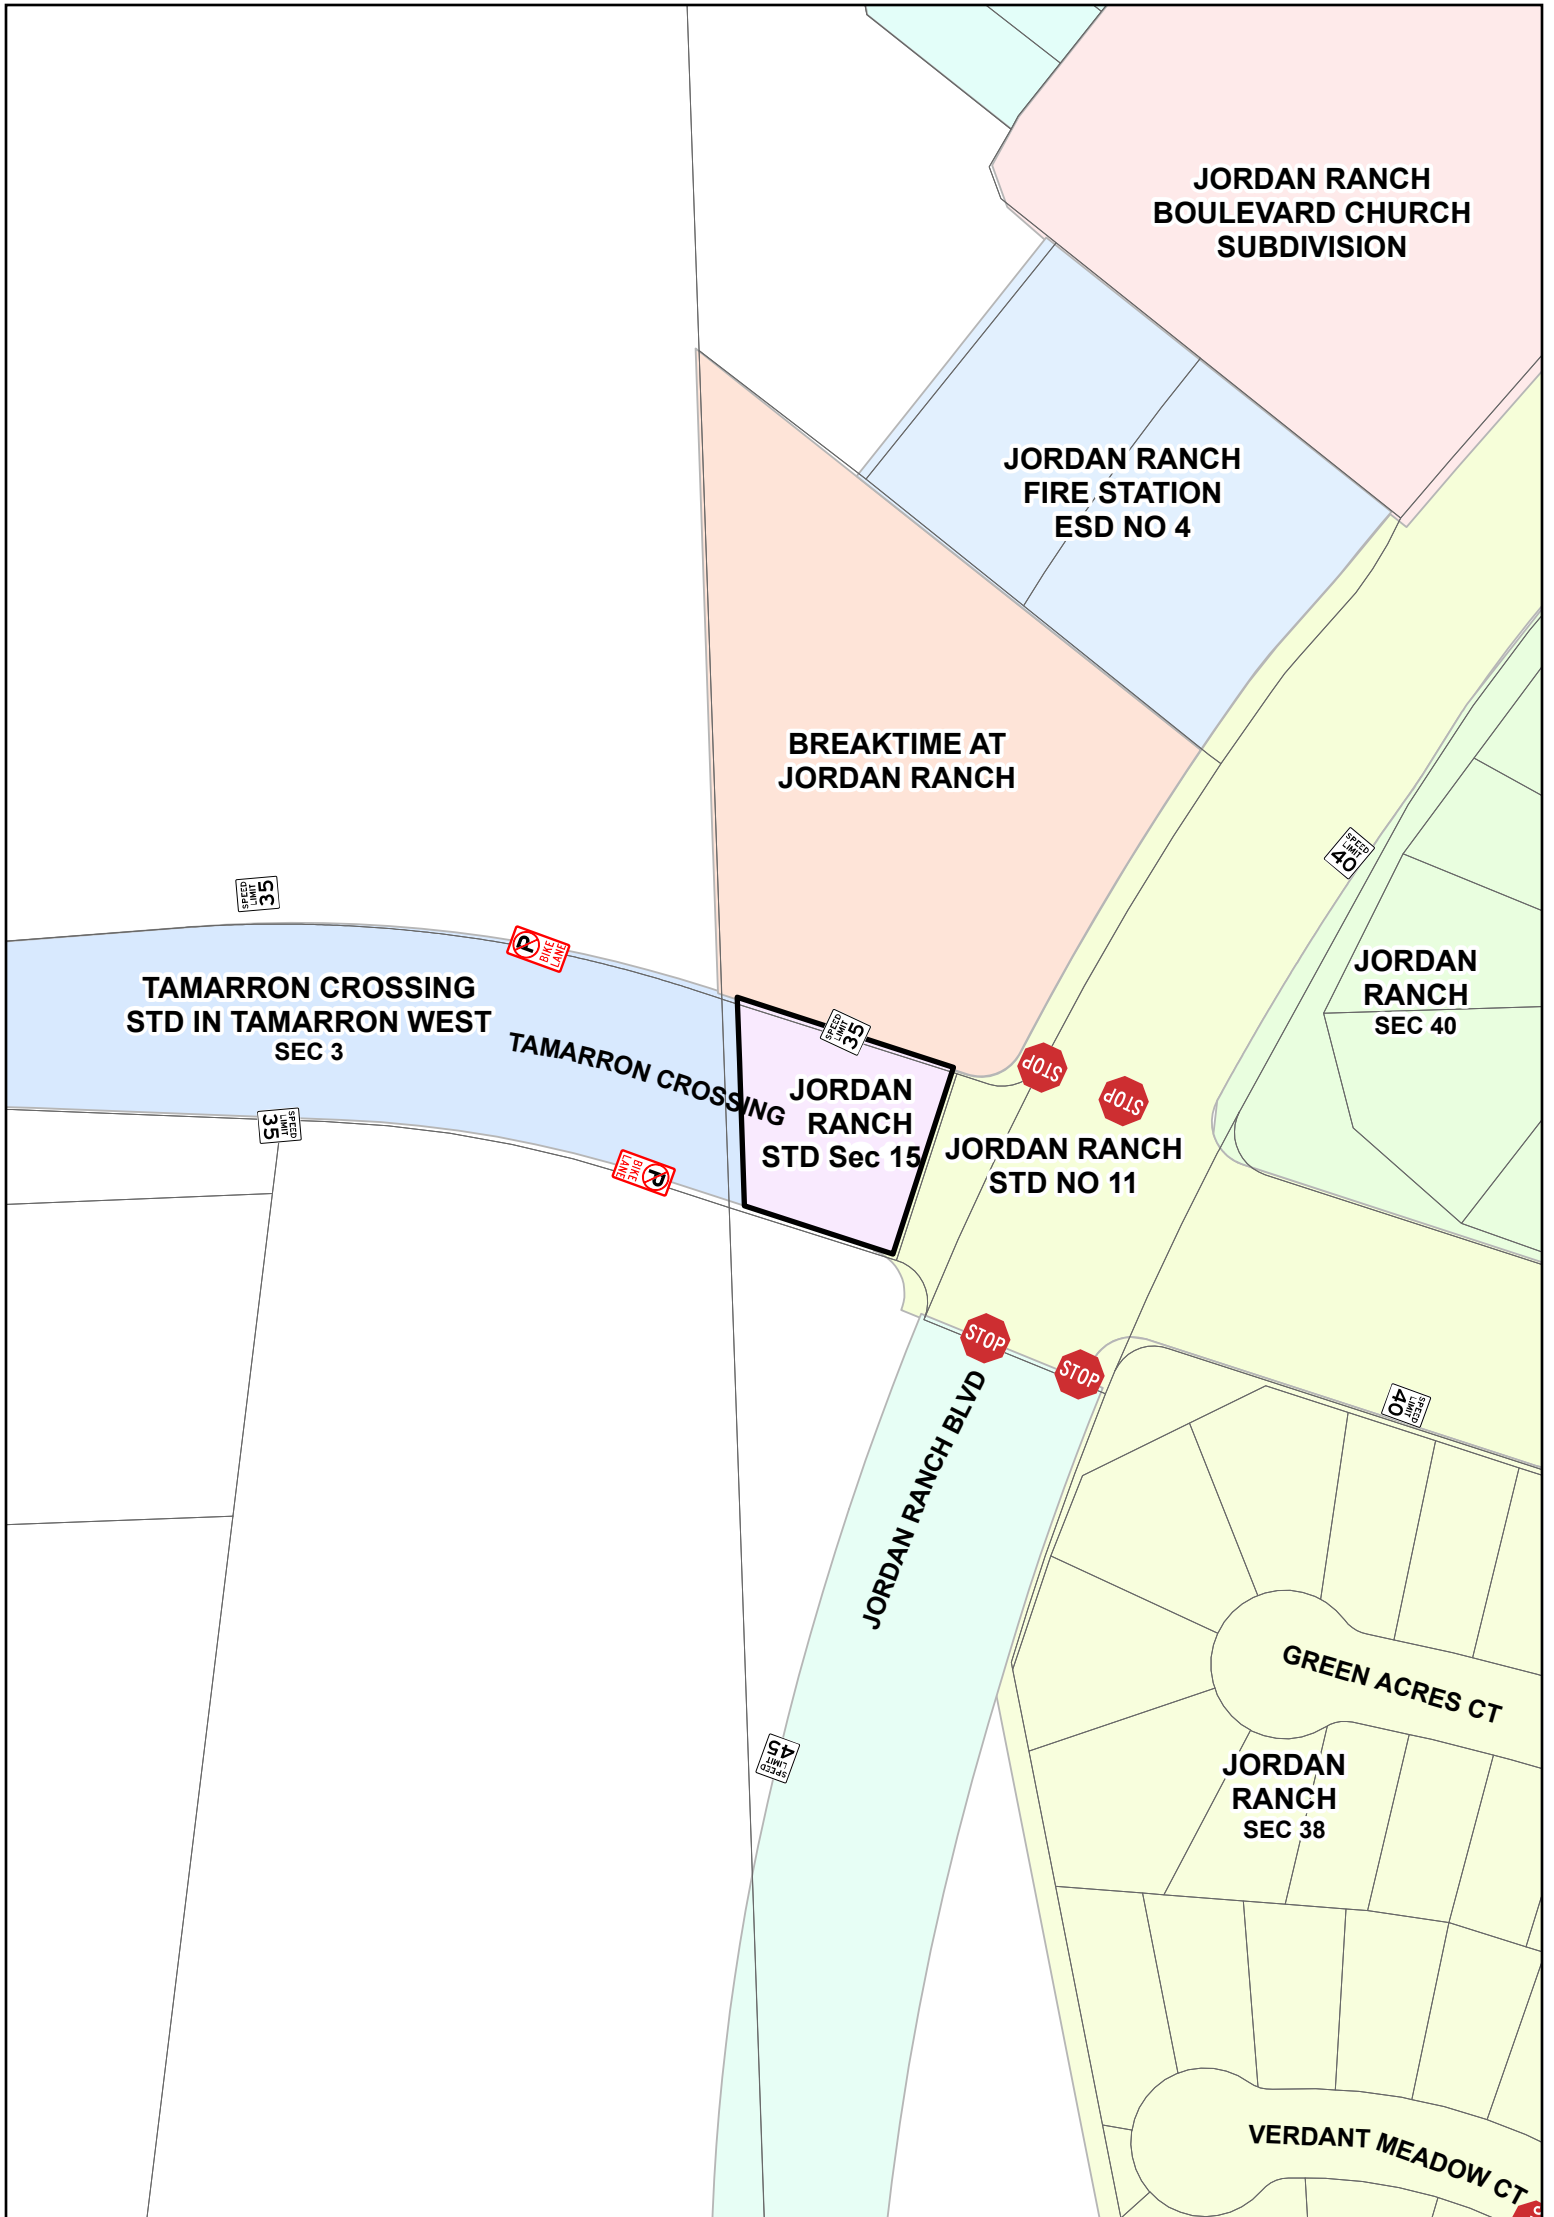 JORDAN RANCH
BOULEVARD CHURCH
SUBDIVISION
JORDAN RANCH
FIRE STATION
ESD NO 4
BREAKTIME AT
JORDAN RANCH
SPEED
LIMIT
40
SPEED
LIMIT
35
P
BIKE
LANE
JORDAN
RANCH
SEC 40
TAMARRON CROSSING
STD IN TAMARRON WEST
SEC 3
TAMARRON CROSSING
SPEED
LIMIT
35
STOP
STOP
JORDAN
RANCH
STD Sec 15
JORDAN RANCH
STD NO 11
SPEED
LIMIT
35
P
BIKE
LANE
STOP
STOP
SPEED
LIMIT
40
JORDAN RANCH BLVD
GREEN ACRES CT
SPEED
LIMIT
45
JORDAN
RANCH
SEC 38
VERDANT MEADOW CT